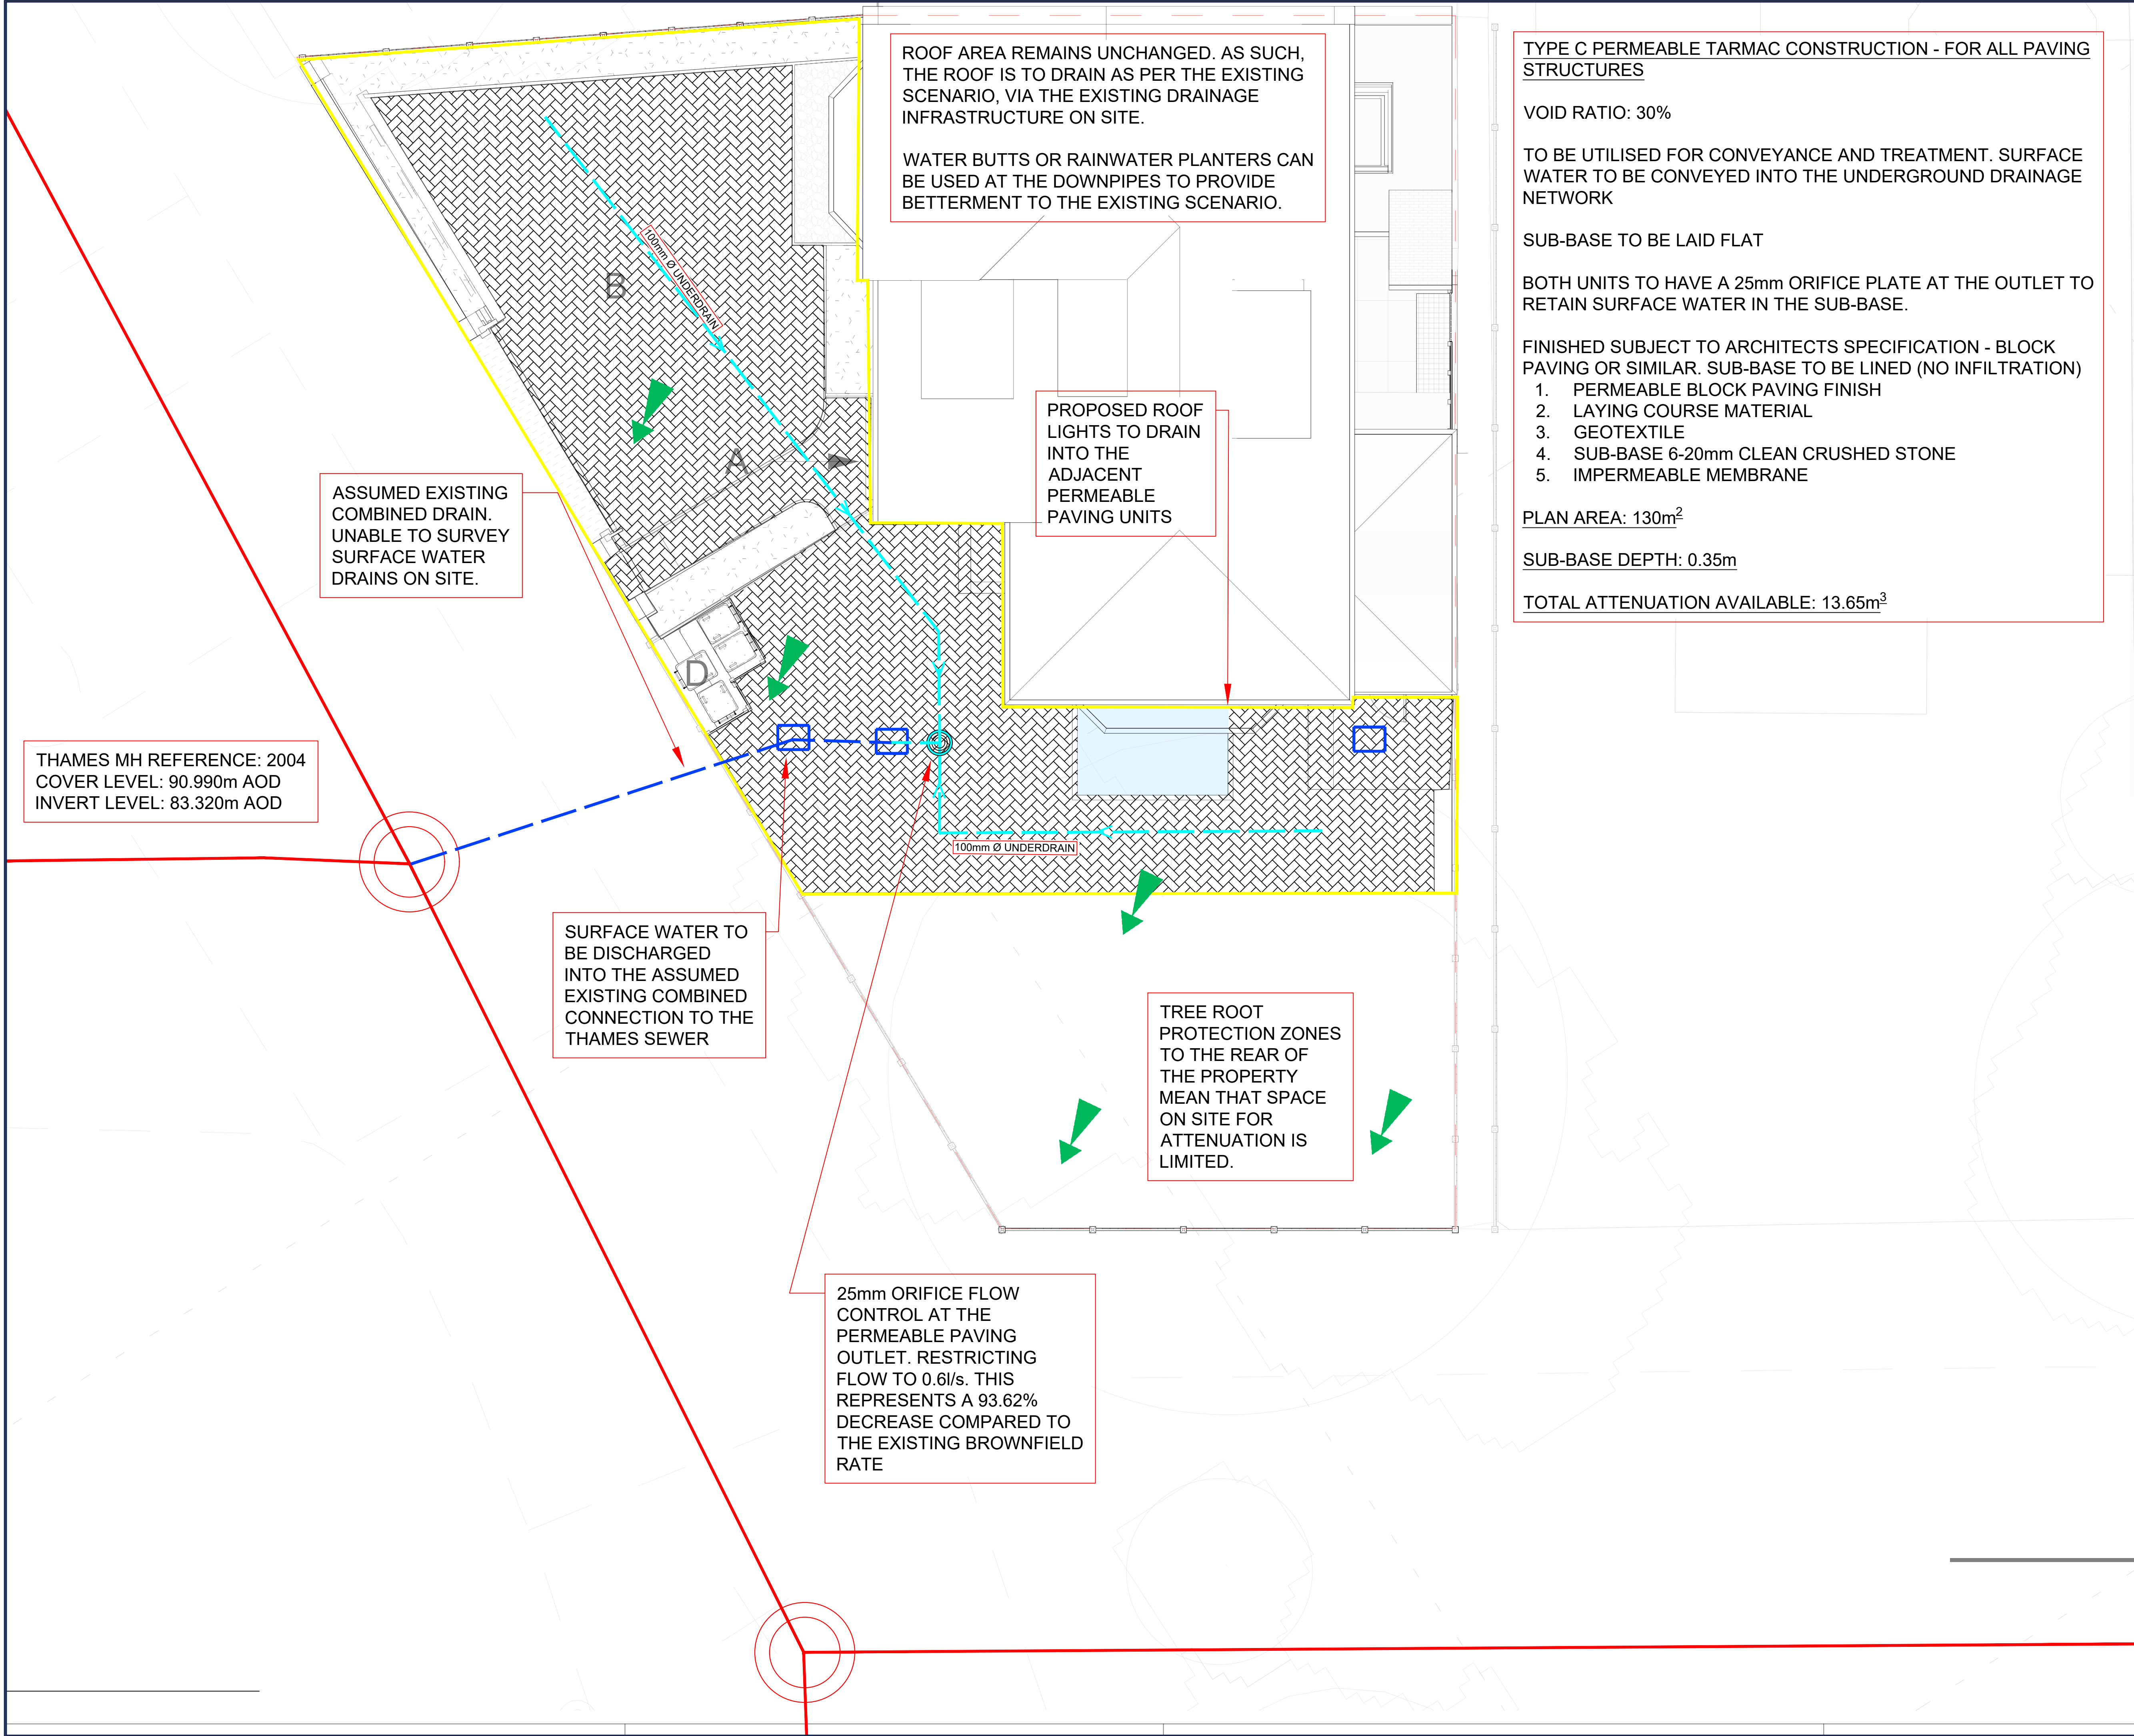 ROOF AREA REMAINS UNCHANGED. AS SUCH,
THE ROOF IS TO DRAIN AS PER THE EXISTING
SCENARIO, VIA THE EXISTING DRAINAGE
INFRASTRUCTURE ON SITE.
WATER BUTTS OR RAINWATER PLANTERS CAN
BE USED AT THE DOWNPIPES TO PROVIDE
BETTERMENT TO THE EXISTING SCENARIO.
TYPE C PERMEABLE TARMAC CONSTRUCTION - FOR ALL PAVING
STRUCTURES
VOID RATIO: 30%
TO BE UTILISED FOR CONVEYANCE AND TREATMENT. SURFACE
WATER TO BE CONVEYED INTO THE UNDERGROUND DRAINAGE
NETWORK
SUB-BASE TO BE LAID FLAT
BOTH UNITS TO HAVE A 25mm ORIFICE PLATE AT THE OUTLET TO
RETAIN SURFACE WATER IN THE SUB-BASE.
FINISHED SUBJECT TO ARCHITECTS SPECIFICATION - BLOCK
PAVING OR SIMILAR. SUB-BASE TO BE LINED (NO INFILTRATION)
1. PERMEABLE BLOCK PAVING FINISH
2. LAYING COURSE MATERIAL
3. GEOTEXTILE
4. SUB-BASE 6-20mm CLEAN CRUSHED STONE
5. IMPERMEABLE MEMBRANE
PLAN AREA: 130m²
SUB-BASE DEPTH: 0.35m
TOTAL ATTENUATION AVAILABLE: 13.65m³
100mm Ø UNDERDRAIN
B
A
PROPOSED ROOF
LIGHTS TO DRAIN
INTO THE
ADJACENT
PERMEABLE
PAVING UNITS
ASSUMED EXISTING
COMBINED DRAIN.
UNABLE TO SURVEY
SURFACE WATER
DRAINS ON SITE.
D
THAMES MH REFERENCE: 2004
COVER LEVEL: 90.990m AOD
INVERT LEVEL: 83.320m AOD
100mm Ø UNDERDRAIN
SURFACE WATER TO
BE DISCHARGED
INTO THE ASSUMED
EXISTING COMBINED
CONNECTION TO THE
THAMES SEWER
TREE ROOT
PROTECTION ZONES
TO THE REAR OF
THE PROPERTY
MEAN THAT SPACE
ON SITE FOR
ATTENUATION IS
LIMITED.
25mm ORIFICE FLOW
CONTROL AT THE
PERMEABLE PAVING
OUTLET. RESTRICTING
FLOW TO 0.6l/s. THIS
REPRESENTS A 93.62%
DECREASE COMPARED TO
THE EXISTING BROWNFIELD
RATE